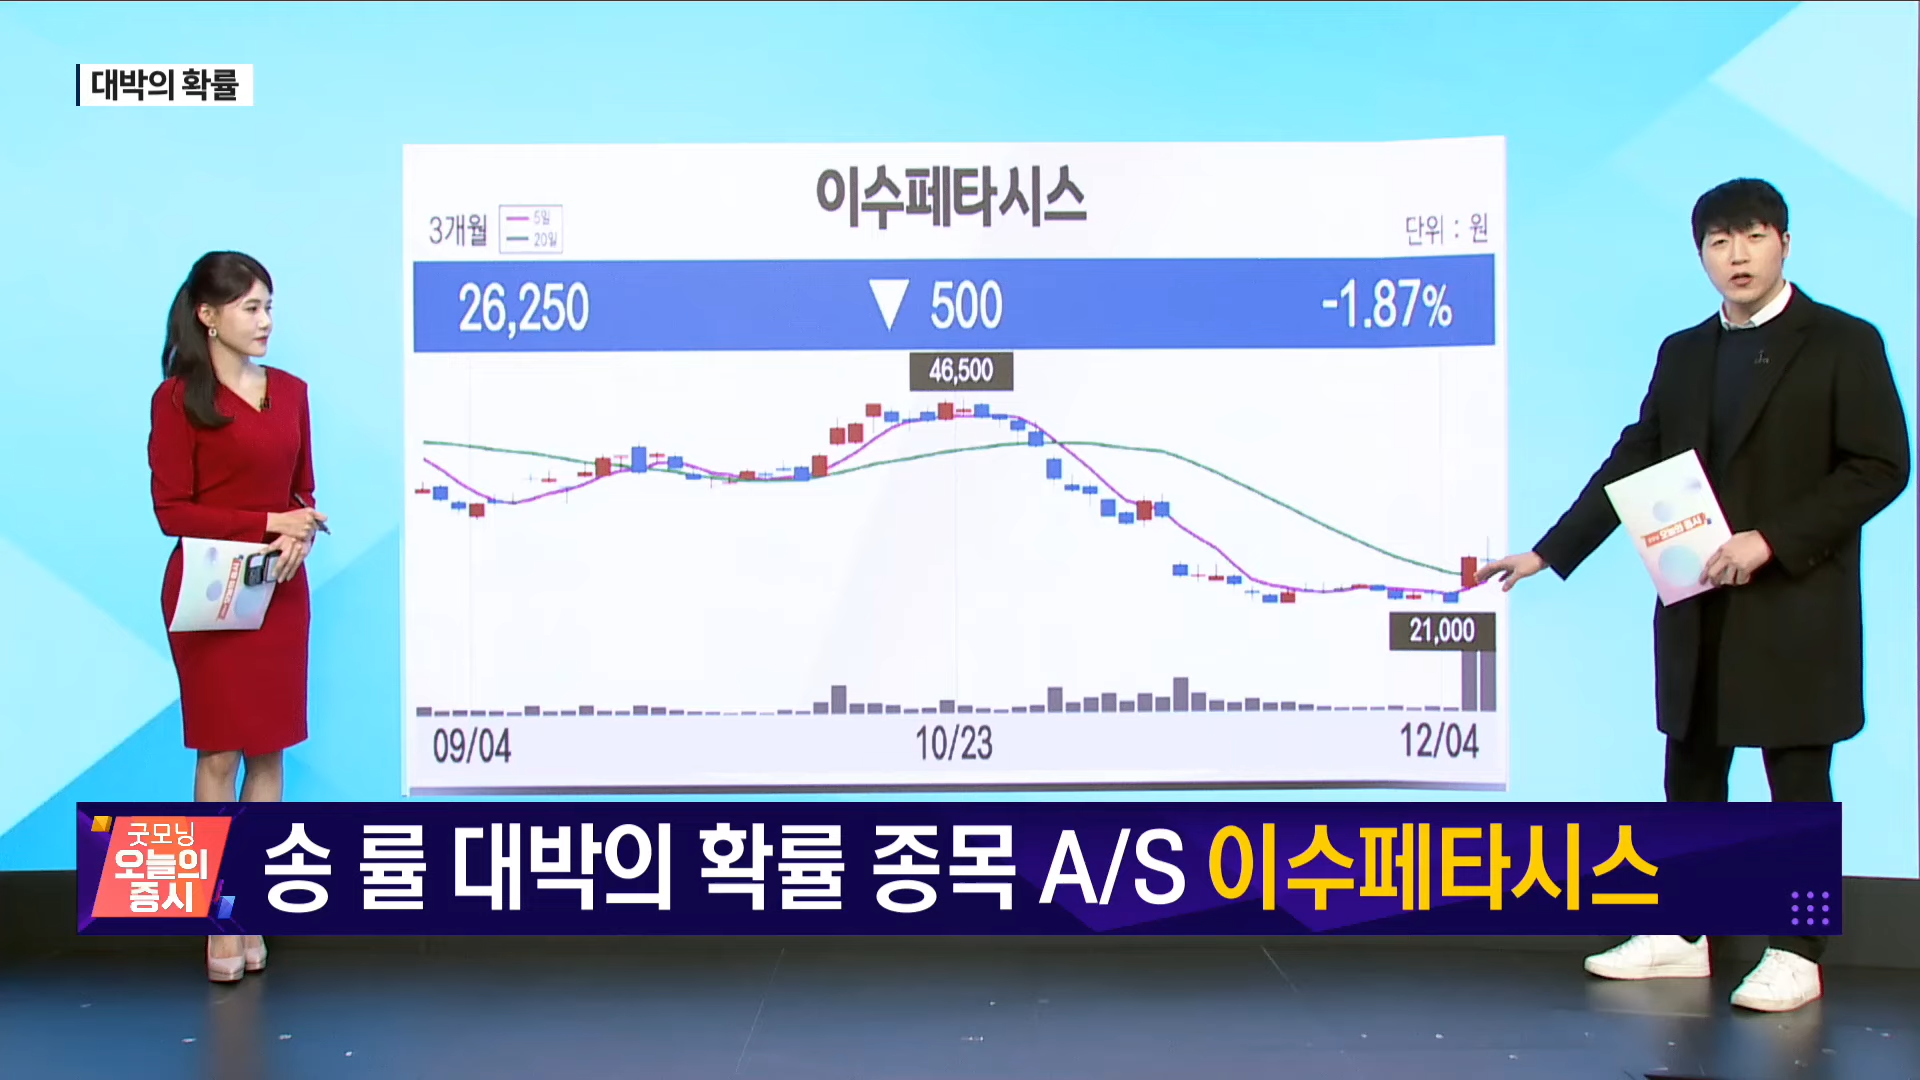 대박의 확률
이수페타시스
3개월
5일
20일
단위 : 원
26,250 ▼ 500 -1.87%
46,500
21,000
09/04 10/23 12/04
굿모닝
오늘의
증시
송 률 대박의 확률 종목 A/S 이수페타시스